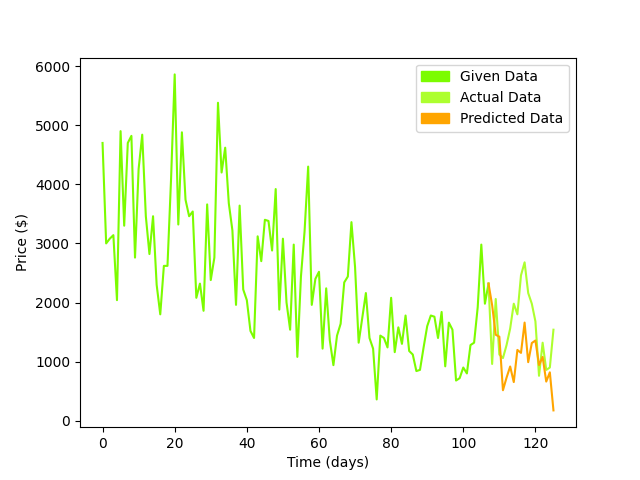 Given Data
Actual Data
Predicted Data
6000
5000
4000
3000
2000
1000
0
Price ($)
0 20 40 60 80 100 120
Time (days)